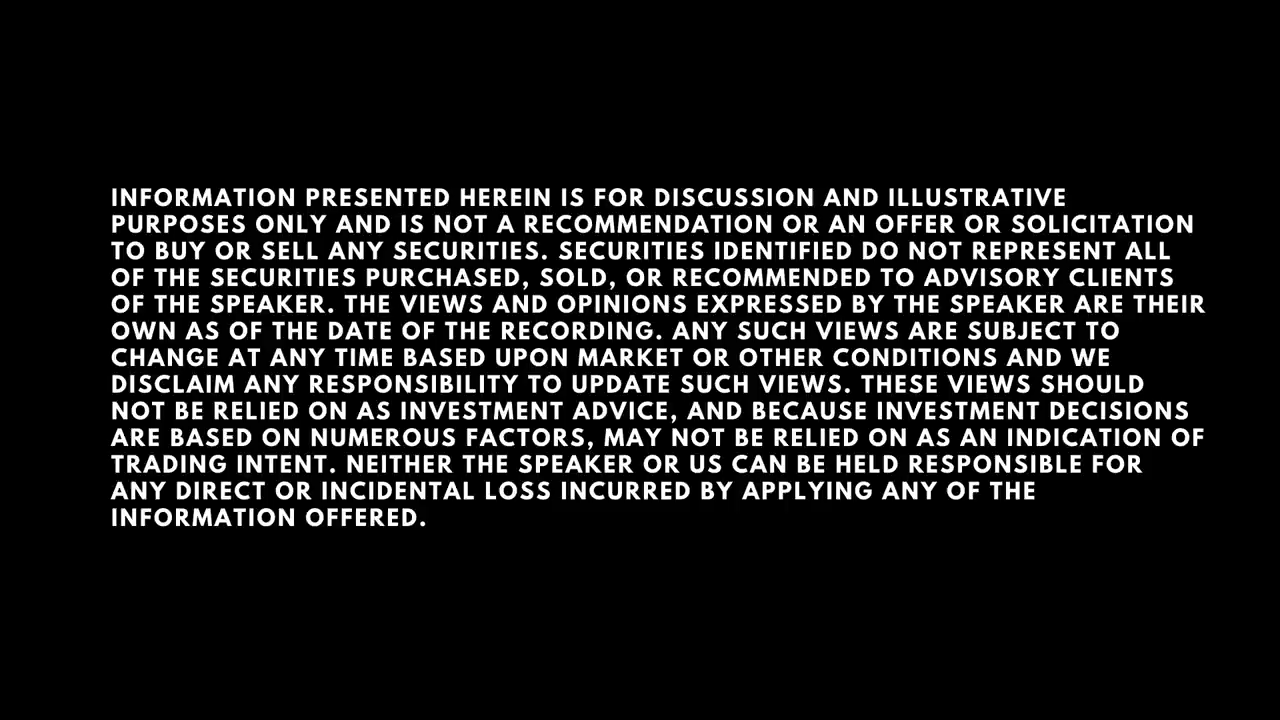 INFORMATION PRESENTED HEREIN IS FOR DISCUSSION AND ILLUSTRATIVE
PURPOSES ONLY AND IS NOT A RECOMMENDATION OR AN OFFER OR SOLICITATION
TO BUY OR SELL ANY SECURITIES. SECURITIES IDENTIFIED DO NOT REPRESENT ALL
OF THE SECURITIES PURCHASED, SOLD, OR RECOMMENDED TO ADVISORY CLIENTS
OF THE SPEAKER. THE VIEWS AND OPINIONS EXPRESSED BY THE SPEAKER ARE THEIR
OWN AS OF THE DATE OF THE RECORDING. ANY SUCH VIEWS ARE SUBJECT TO
CHANGE AT ANY TIME BASED UPON MARKET OR OTHER CONDITIONS AND WE
DISCLAIM ANY RESPONSIBILITY TO UPDATE SUCH VIEWS. THESE VIEWS SHOULD
NOT BE RELIED ON AS INVESTMENT ADVICE, AND BECAUSE INVESTMENT DECISIONS
ARE BASED ON NUMEROUS FACTORS, MAY NOT BE RELIED ON AS AN INDICATION OF
TRADING INTENT. NEITHER THE SPEAKER OR US CAN BE HELD RESPONSIBLE FOR
ANY DIRECT OR INCIDENTAL LOSS INCURRED BY APPLYING ANY OF THE
INFORMATION OFFERED.